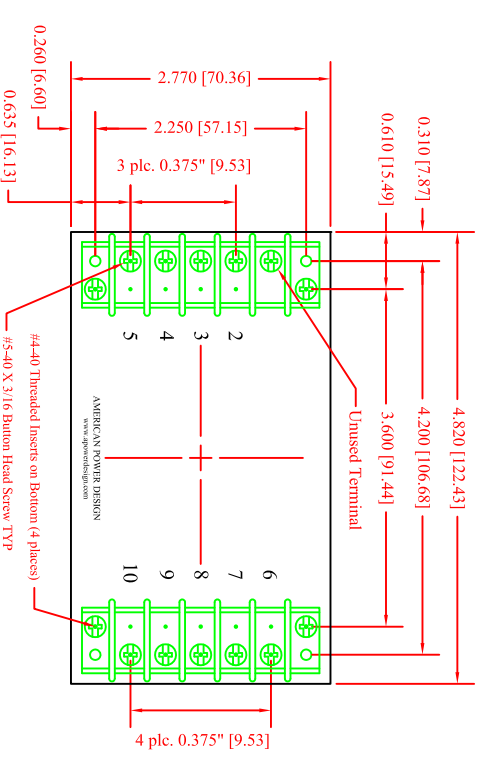 0.260 [6.60]
0.635 [16.13]
2.770 [70.36]
2.250 [57.15]
3 plc. 0.375" [9.53]
0.610 [15.49]
0.310 [7.87]
5
4
3
2
Unused Terminal
3.600 [91.44]
4.200 [106.68]
4.820 [122.43]
#4-40 Threaded Inserts on Bottom (4 places)
#5-40 X 3/16 Button Head Screw TYP
AMERICAN POWER DESIGN
www.apowerdesign.com
10
9
8
7
6
4 plc. 0.375" [9.53]